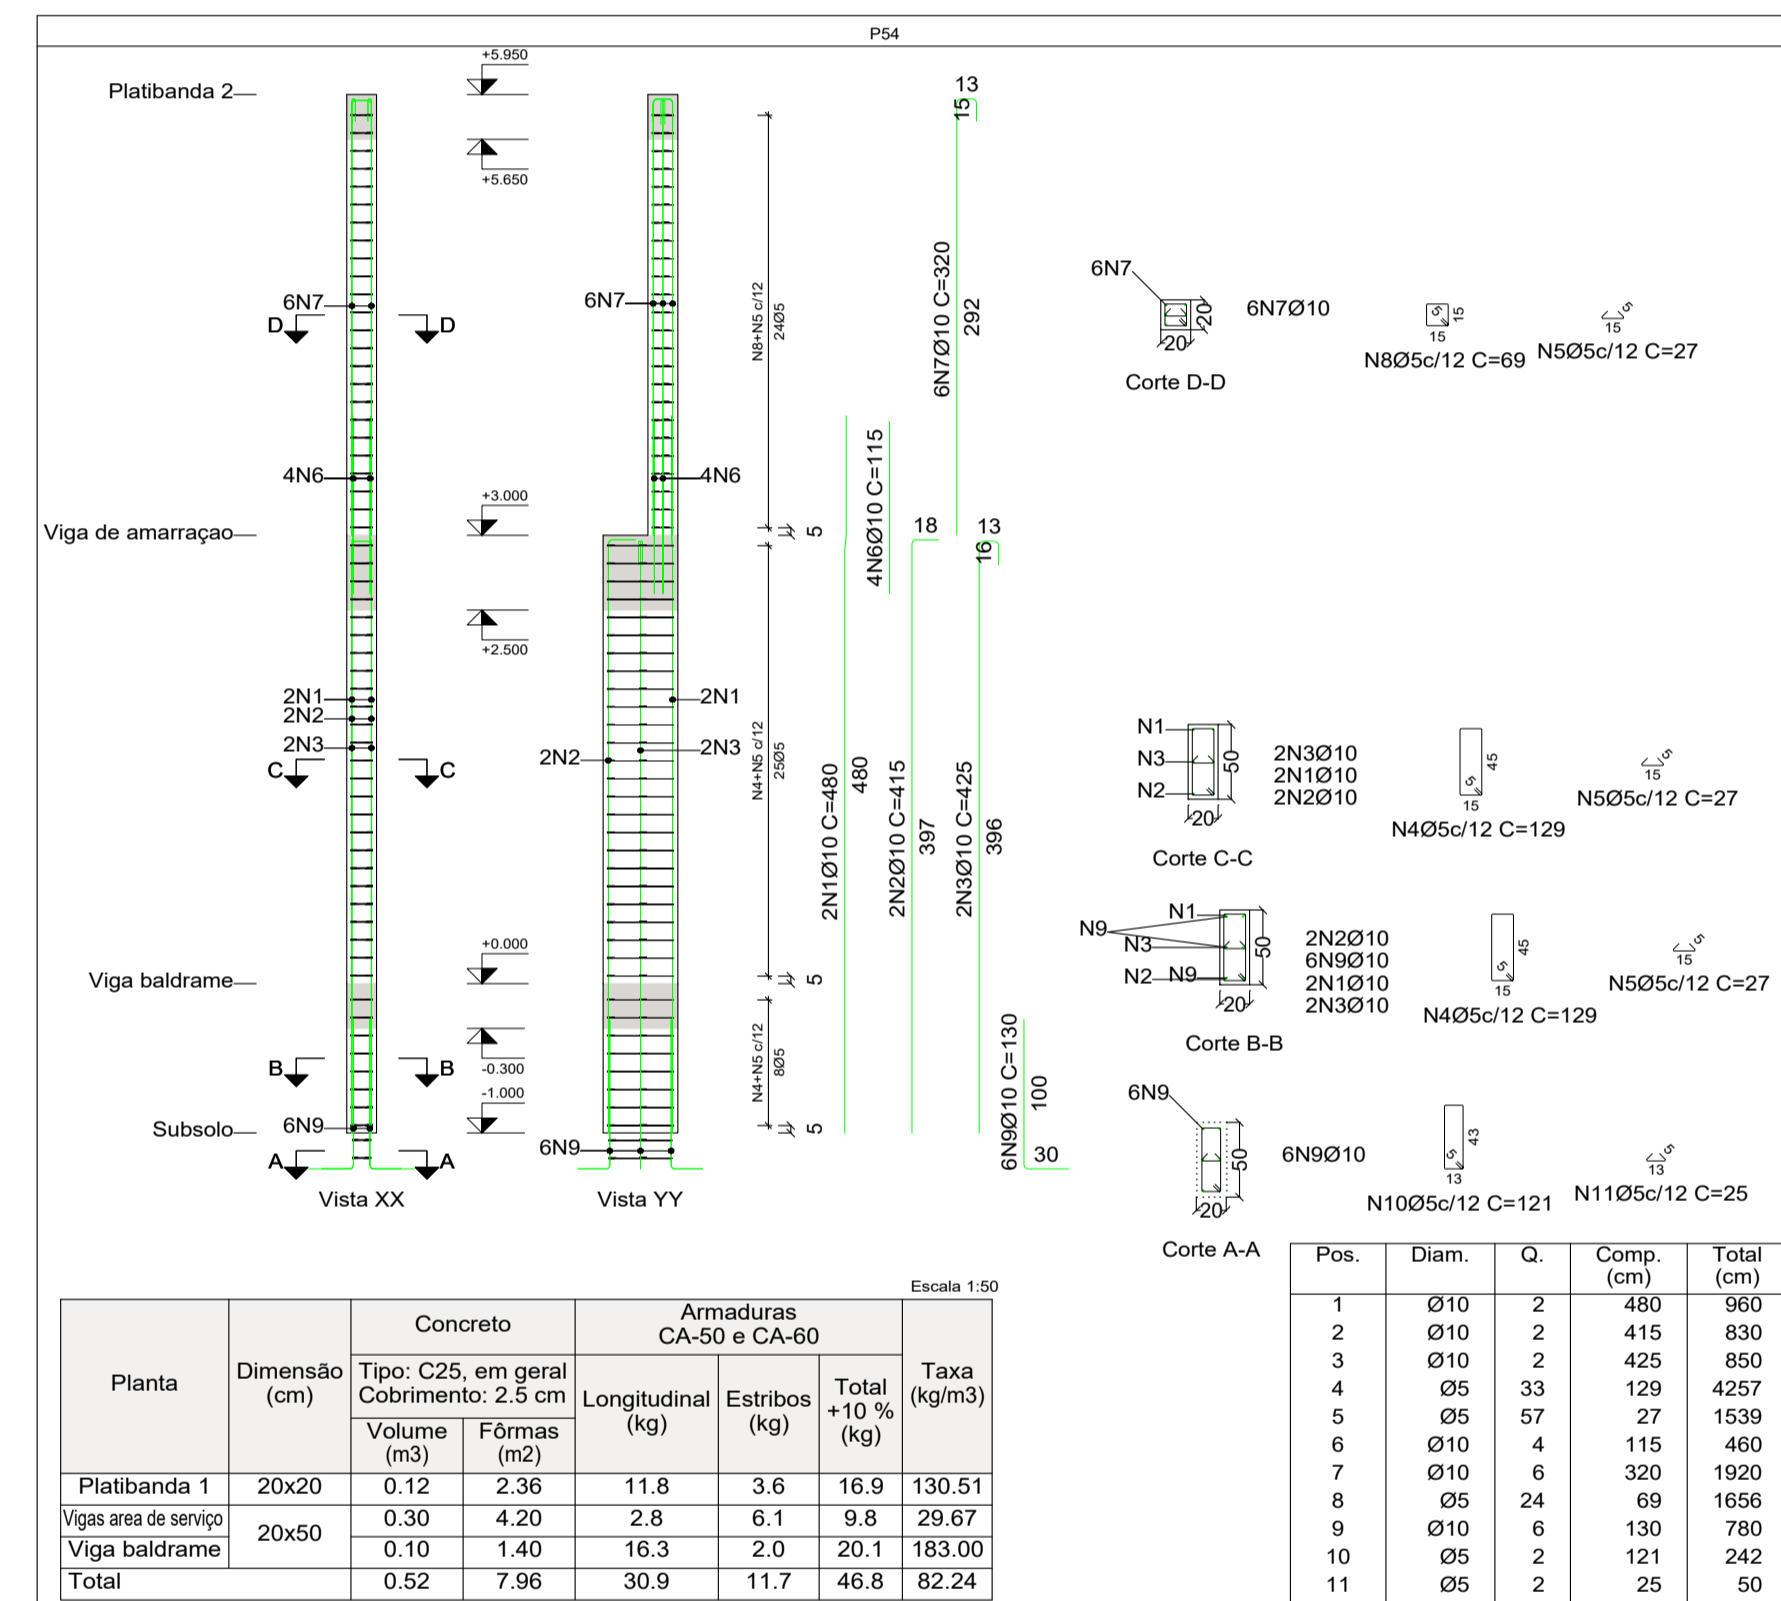 P54
Platibanda 2
+5.950
+5.650
6N7
D
D
4N6
Viga de amarraçao
+3.000
+2.500
2N1
2N2
2N3
C
C
Viga baldrame
+0.000
-0.300
B
B
-1.000
Subsolo
6N9
A
A
Vista XX
6N7
4N6
2N1
2N3
2N2
6N9
Vista YY
N8+N5 c/12
24Ø5
5
N4+N5 c/12
25Ø5
5
N4+N5 c/12
8Ø5
5
2N1Ø10 C=480
480
4N6Ø10 C=115
18
2N2Ø10 C=415
397
13
16
2N3Ø10 C=425
396
13
15
6N7Ø10 C=320
292
6N9Ø10 C=130
100
30
6N7
20
20
6N7Ø10
Corte D-D
5
15
15
N8Ø5c/12 C=69
5
15
N5Ø5c/12 C=27
N1
N3
N2
50
20
2N3Ø10
2N1Ø10
2N2Ø10
Corte C-C
45
5
15
N4Ø5c/12 C=129
5
15
N5Ø5c/12 C=27
N1
N9
N3
N2 N9
50
20
2N2Ø10
6N9Ø10
2N1Ø10
2N3Ø10
Corte B-B
45
5
15
N4Ø5c/12 C=129
5
15
N5Ø5c/12 C=27
6N9
50
20
6N9Ø10
Corte A-A
43
5
13
N10Ø5c/12 C=121
5
13
N11Ø5c/12 C=25
Escala 1:50
Planta
Dimensão
(cm)
Concreto
Tipo: C25, em geral
Cobrimento: 2.5 cm
Volume
(m3)
Fôrmas
(m2)
Armaduras
CA-50 e CA-60
Longitudinal
(kg)
Estribos
(kg)
Total
+10 %
(kg)
Taxa
(kg/m3)
Platibanda 1 20x20 0.12 2.36 11.8 3.6 16.9 130.51
Vigas area de serviço 20x50 0.30 4.20 2.8 6.1 9.8 29.67
Viga baldrame 0.10 1.40 16.3 2.0 20.1 183.00
Total 0.52 7.96 30.9 11.7 46.8 82.24
Pos. Diam. Q. Comp. Total
(cm) (cm)
1 Ø10 2 480 960
2 Ø10 2 415 830
3 Ø10 2 425 850
4 Ø5 33 129 4257
5 Ø5 57 27 1539
6 Ø10 4 115 460
7 Ø10 6 320 1920
8 Ø5 24 69 1656
9 Ø10 6 130 780
10 Ø5 2 121 242
11 Ø5 2 25 50